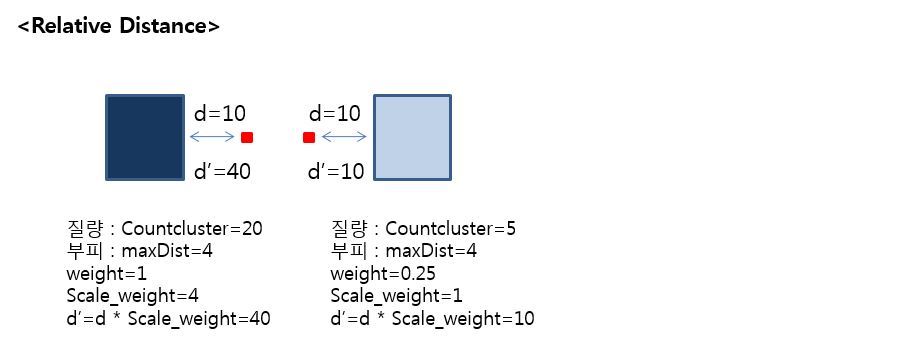 <Relative Distance>
d=10
d'=40
d=10
d'=10
질량 : Countcluster=20
부피 : maxDist=4
weight=1
Scale_weight=4
d'=d * Scale_weight=40
질량 : Countcluster=5
부피 : maxDist=4
weight=0.25
Scale_weight=1
d'=d * Scale_weight=10